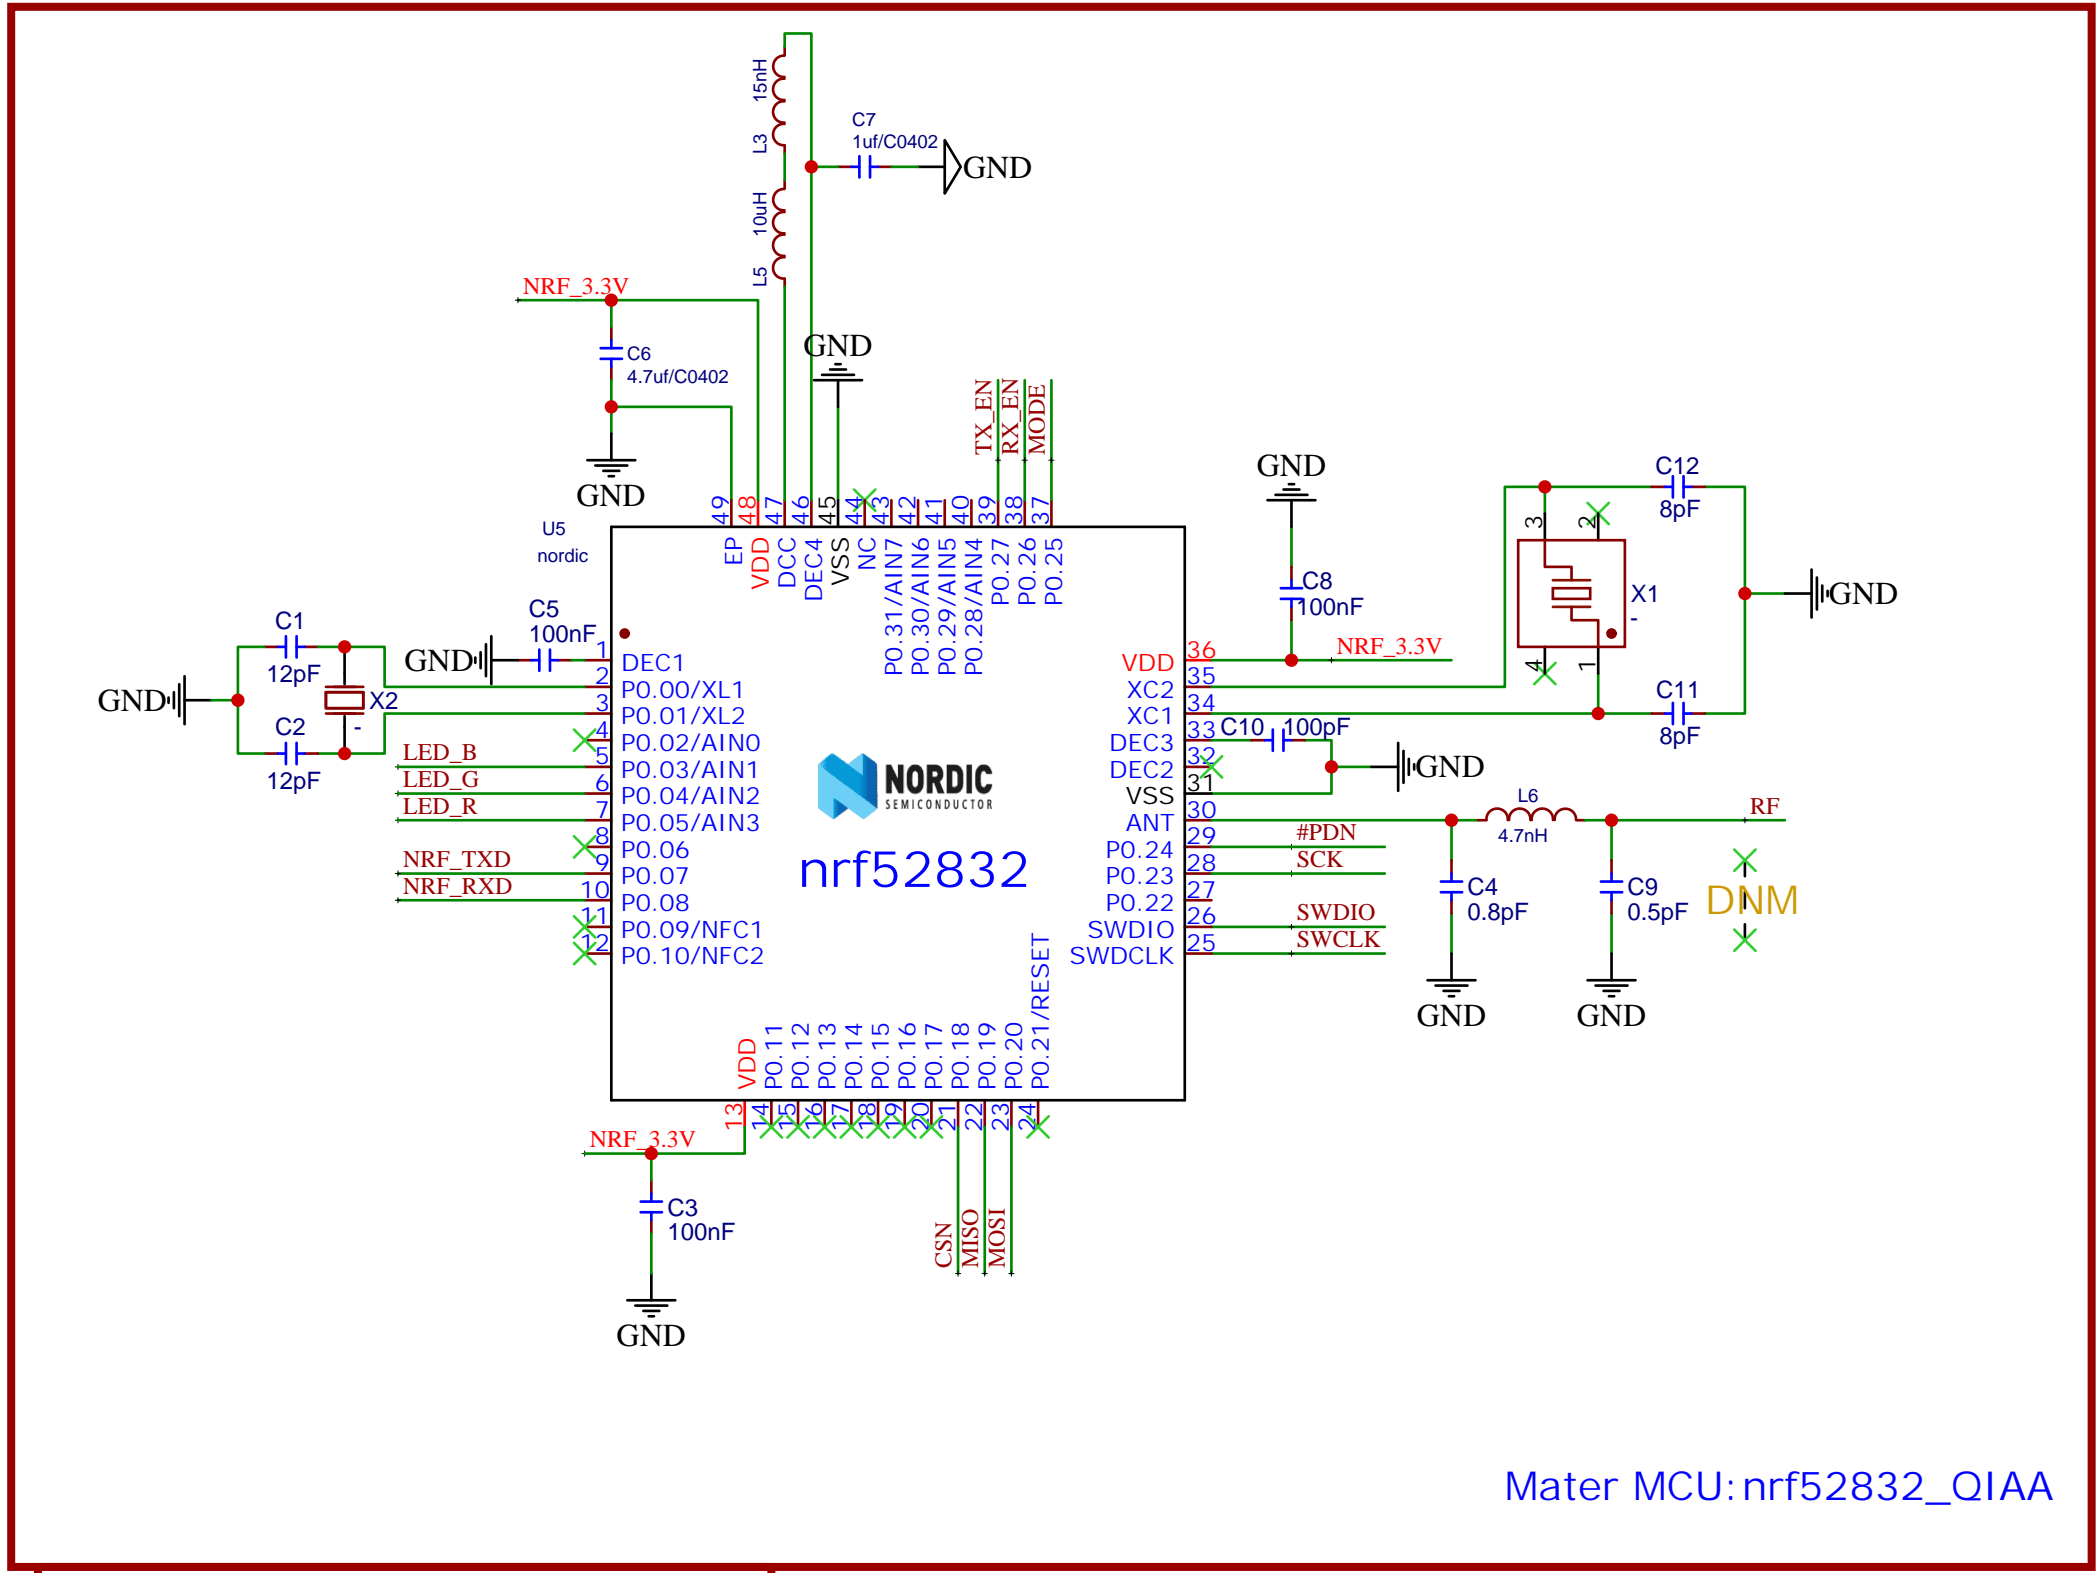 15nH
L3
C7
1uf/C0402
GND
10uH
L5
NRF_3.3V
C6
4.7uf/C0402
GND
GND
TX_EN
RX_EN
MODE
U5
nordic
49
48
47
46
45
44
43
42
41
40
39
38
37
EP
VDD
DCC
DEC4
VSS
NC
P0.31/AIN7
P0.30/AIN6
P0.29/AIN5
P0.28/AIN4
P0.27
P0.26
P0.25
GND
C8
100nF
C12
8pF
3
2
X1
-
4
1
GND
C11
8pF
C1
12pF
GND
X2
-
C2
12pF
C5
100nF
GND
1 DEC1
2 P0.00/XL1
3 P0.01/XL2
4 P0.02/AIN0
LED_B 5 P0.03/AIN1
LED_G 6 P0.04/AIN2
LED_R 7 P0.05/AIN3
8 P0.06
NRF_TXD 9 P0.07
NRF_RXD 10 P0.08
11 P0.09/NFC1
12 P0.10/NFC2
NORDIC
SEMICONDUCTOR
nrf52832
VDD 36 NRF_3.3V
XC2 35
XC1 34
DEC3 33 C10 100pF
DEC2 32 GND
VSS 31
ANT 30
P0.24 29 #PDN
P0.23 28 SCK
P0.22 27
SWDIO 26 SWDIO
SWDCLK 25 SWCLK
L6
4.7nH
RF
C4
0.8pF
C9
0.5pF
DNM
GND
GND
VDD
P0.11
P0.12
P0.13
P0.14
P0.15
P0.16
P0.17
P0.18
P0.19
P0.20
P0.21/RESET
13
14
15
16
17
18
19
20
21
22
23
24
NRF_3.3V
C3
100nF
GND
CSN
MISO
MOSI
Mater MCU:nrf52832_QIAA